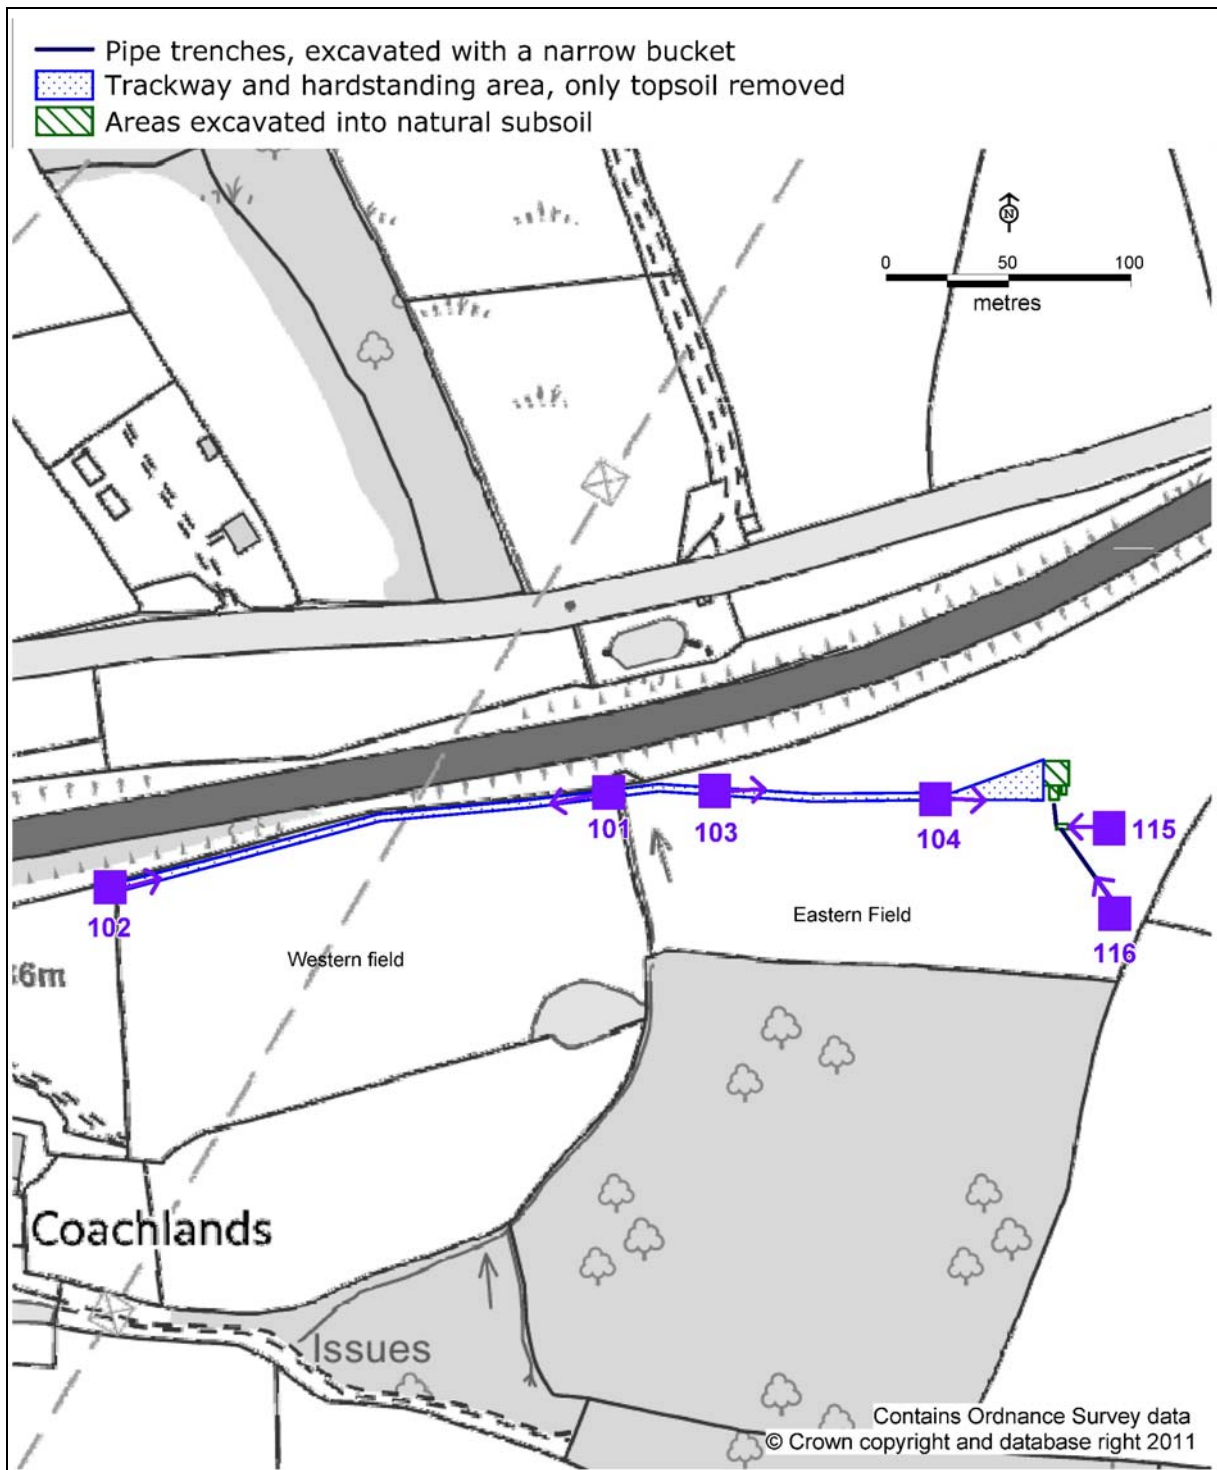 Pipe trenches, excavated with a narrow bucket
Trackway and hardstanding area, only topsoil removed
Areas excavated into natural subsoil
N
0 50 100
metres
101
103
104
115
102
116
Eastern Field
Western field
36m
Coachlands
Issues
Contains Ordnance Survey data
© Crown copyright and database right 2011